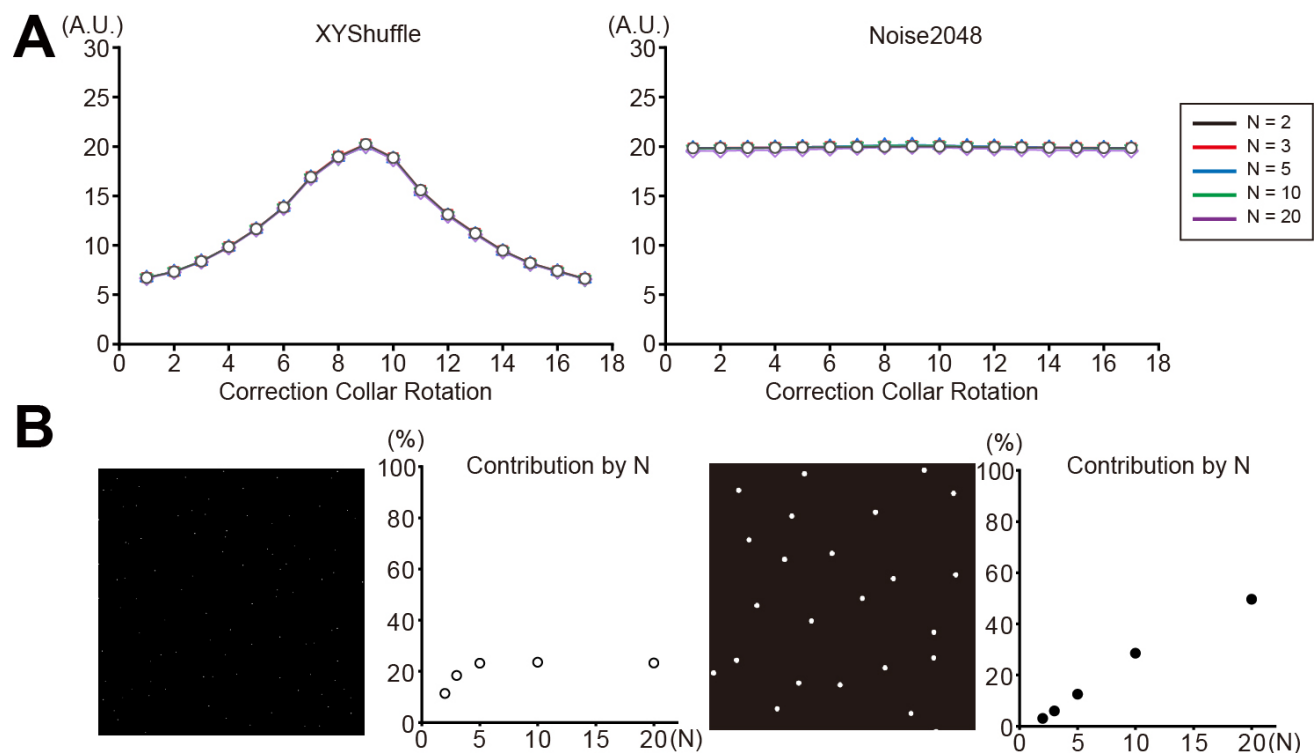 A
(A.U.)
XYShuffle
30
25
20
15
10
5
0
0 2 4 6 8 10 12 14 16 18
Correction Collar Rotation
(A.U.)
Noise2048
30
25
20
15
10
5
0
0 2 4 6 8 10 12 14 16 18
Correction Collar Rotation
N = 2
N = 3
N = 5
N = 10
N = 20
B
(%)
Contribution by N
100
80
60
40
20
0
0 5 10 15 20(N)
(%)
Contribution by N
100
80
60
40
20
0
0 5 10 15 20(N)